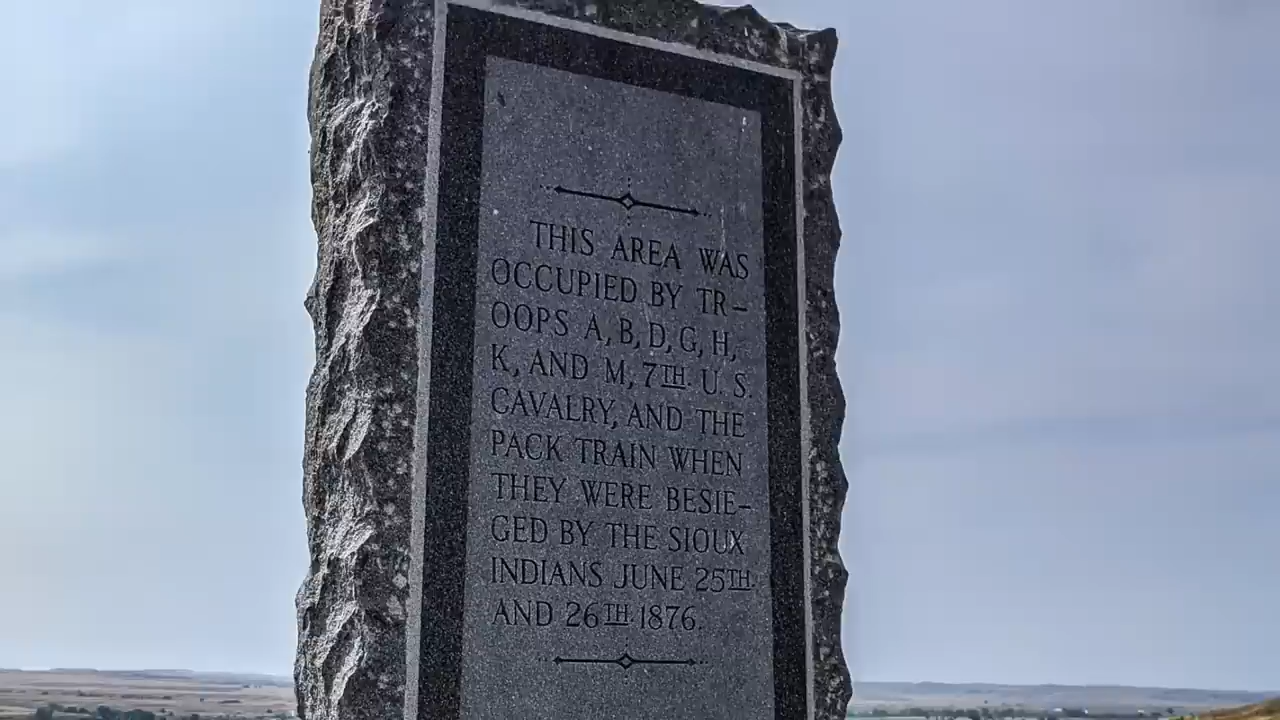 THIS AREA WAS
OCCUPIED BY TR-
OOPS A, B, D, G, H,
K, AND M, 7TH. U. S.
CAVALRY, AND THE
PACK TRAIN WHEN
THEY WERE BESIE-
GED BY THE SIOUX
INDIANS JUNE 25TH.
AND 26TH. 1876.